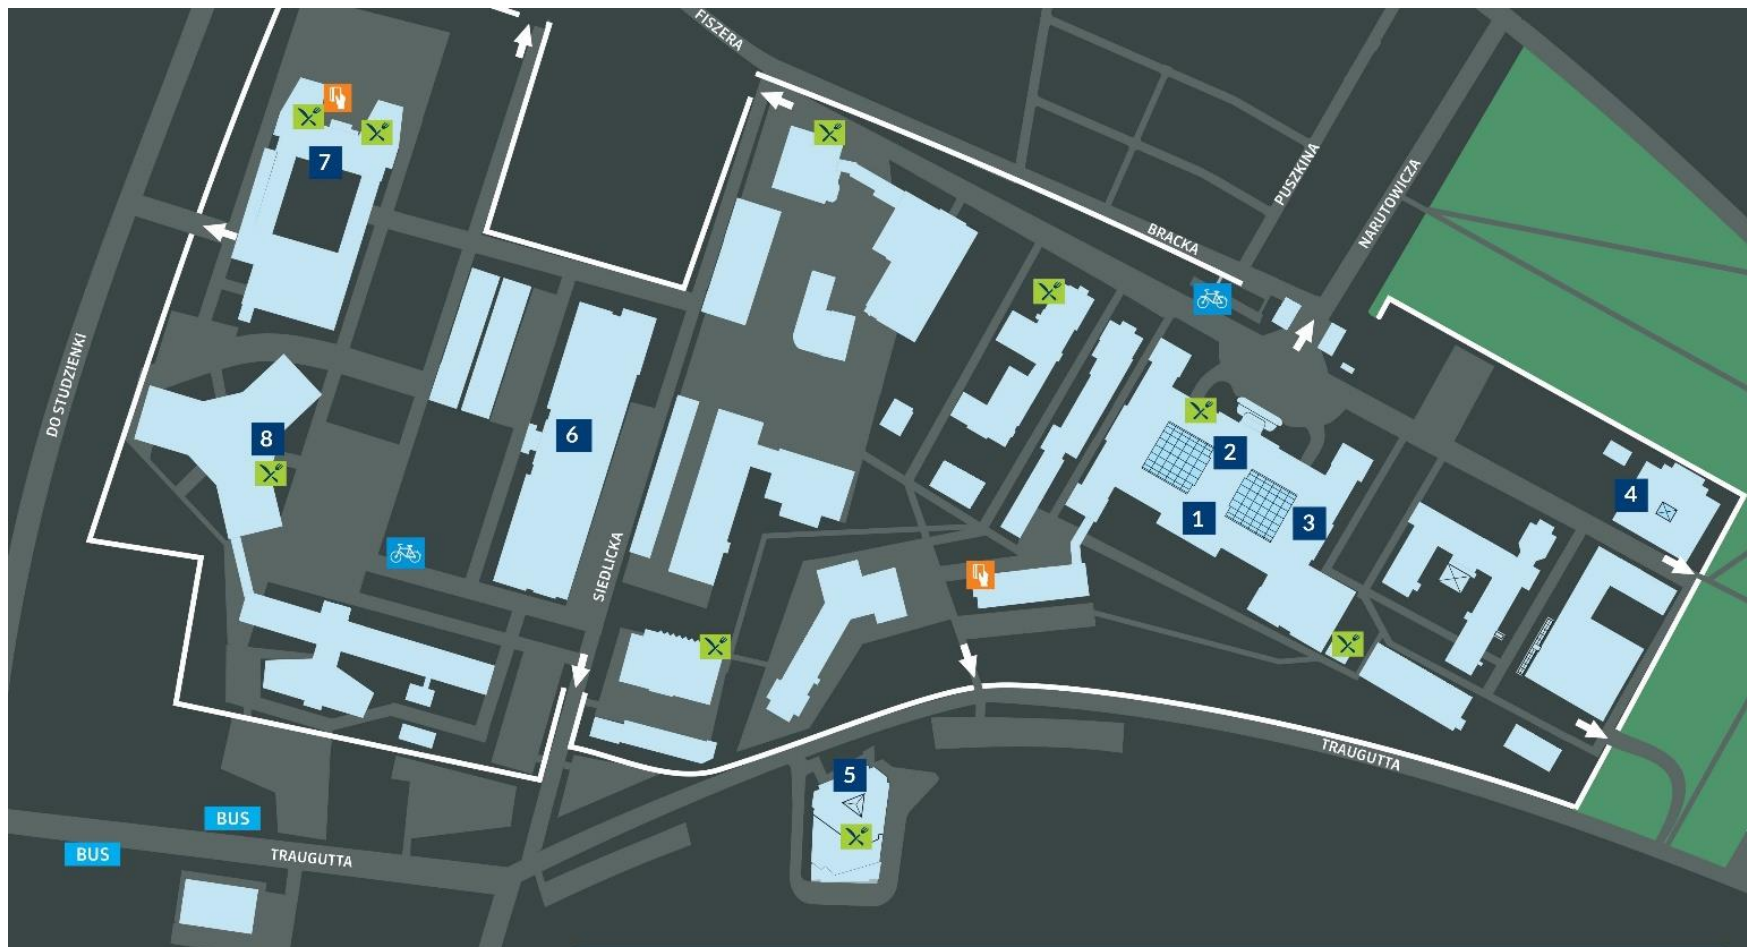 FISZERA
7
PUSZKINA
NARUTOWICZA
BRACKA
DO STUDZIENKI
8
6
2
1
3
4
SIEDLICKA
5
TRAUGUTTA
BUS
BUS
TRAUGUTTA